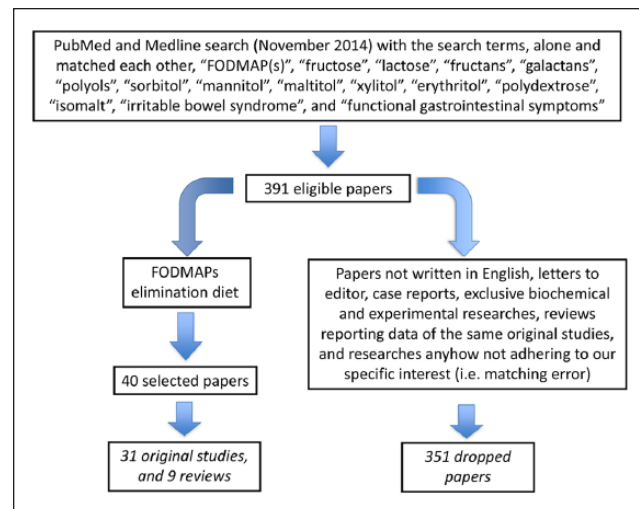 PubMed and Medline search (November 2014) with the search terms, alone and
matched each other, “FODMAP(s)”, “fructose”, “lactose”, “fructans”, “galactans”,
“polyols”, “sorbitol”, “mannitol”, “maltitol”, “xylitol”, “erythritol”, “polydextrose”,
“isomalt”, “irritable bowel syndrome”, and “functional gastrointestinal symptoms”
391 eligible papers
FODMAPs
elimination diet
40 selected papers
31 original studies,
and 9 reviews
Papers not written in English, letters to
editor, case reports, exclusive biochemical
and experimental researches, reviews
reporting data of the same original studies,
and researches anyhow not adhering to our
specific interest (i.e. matching error)
351 dropped
papers